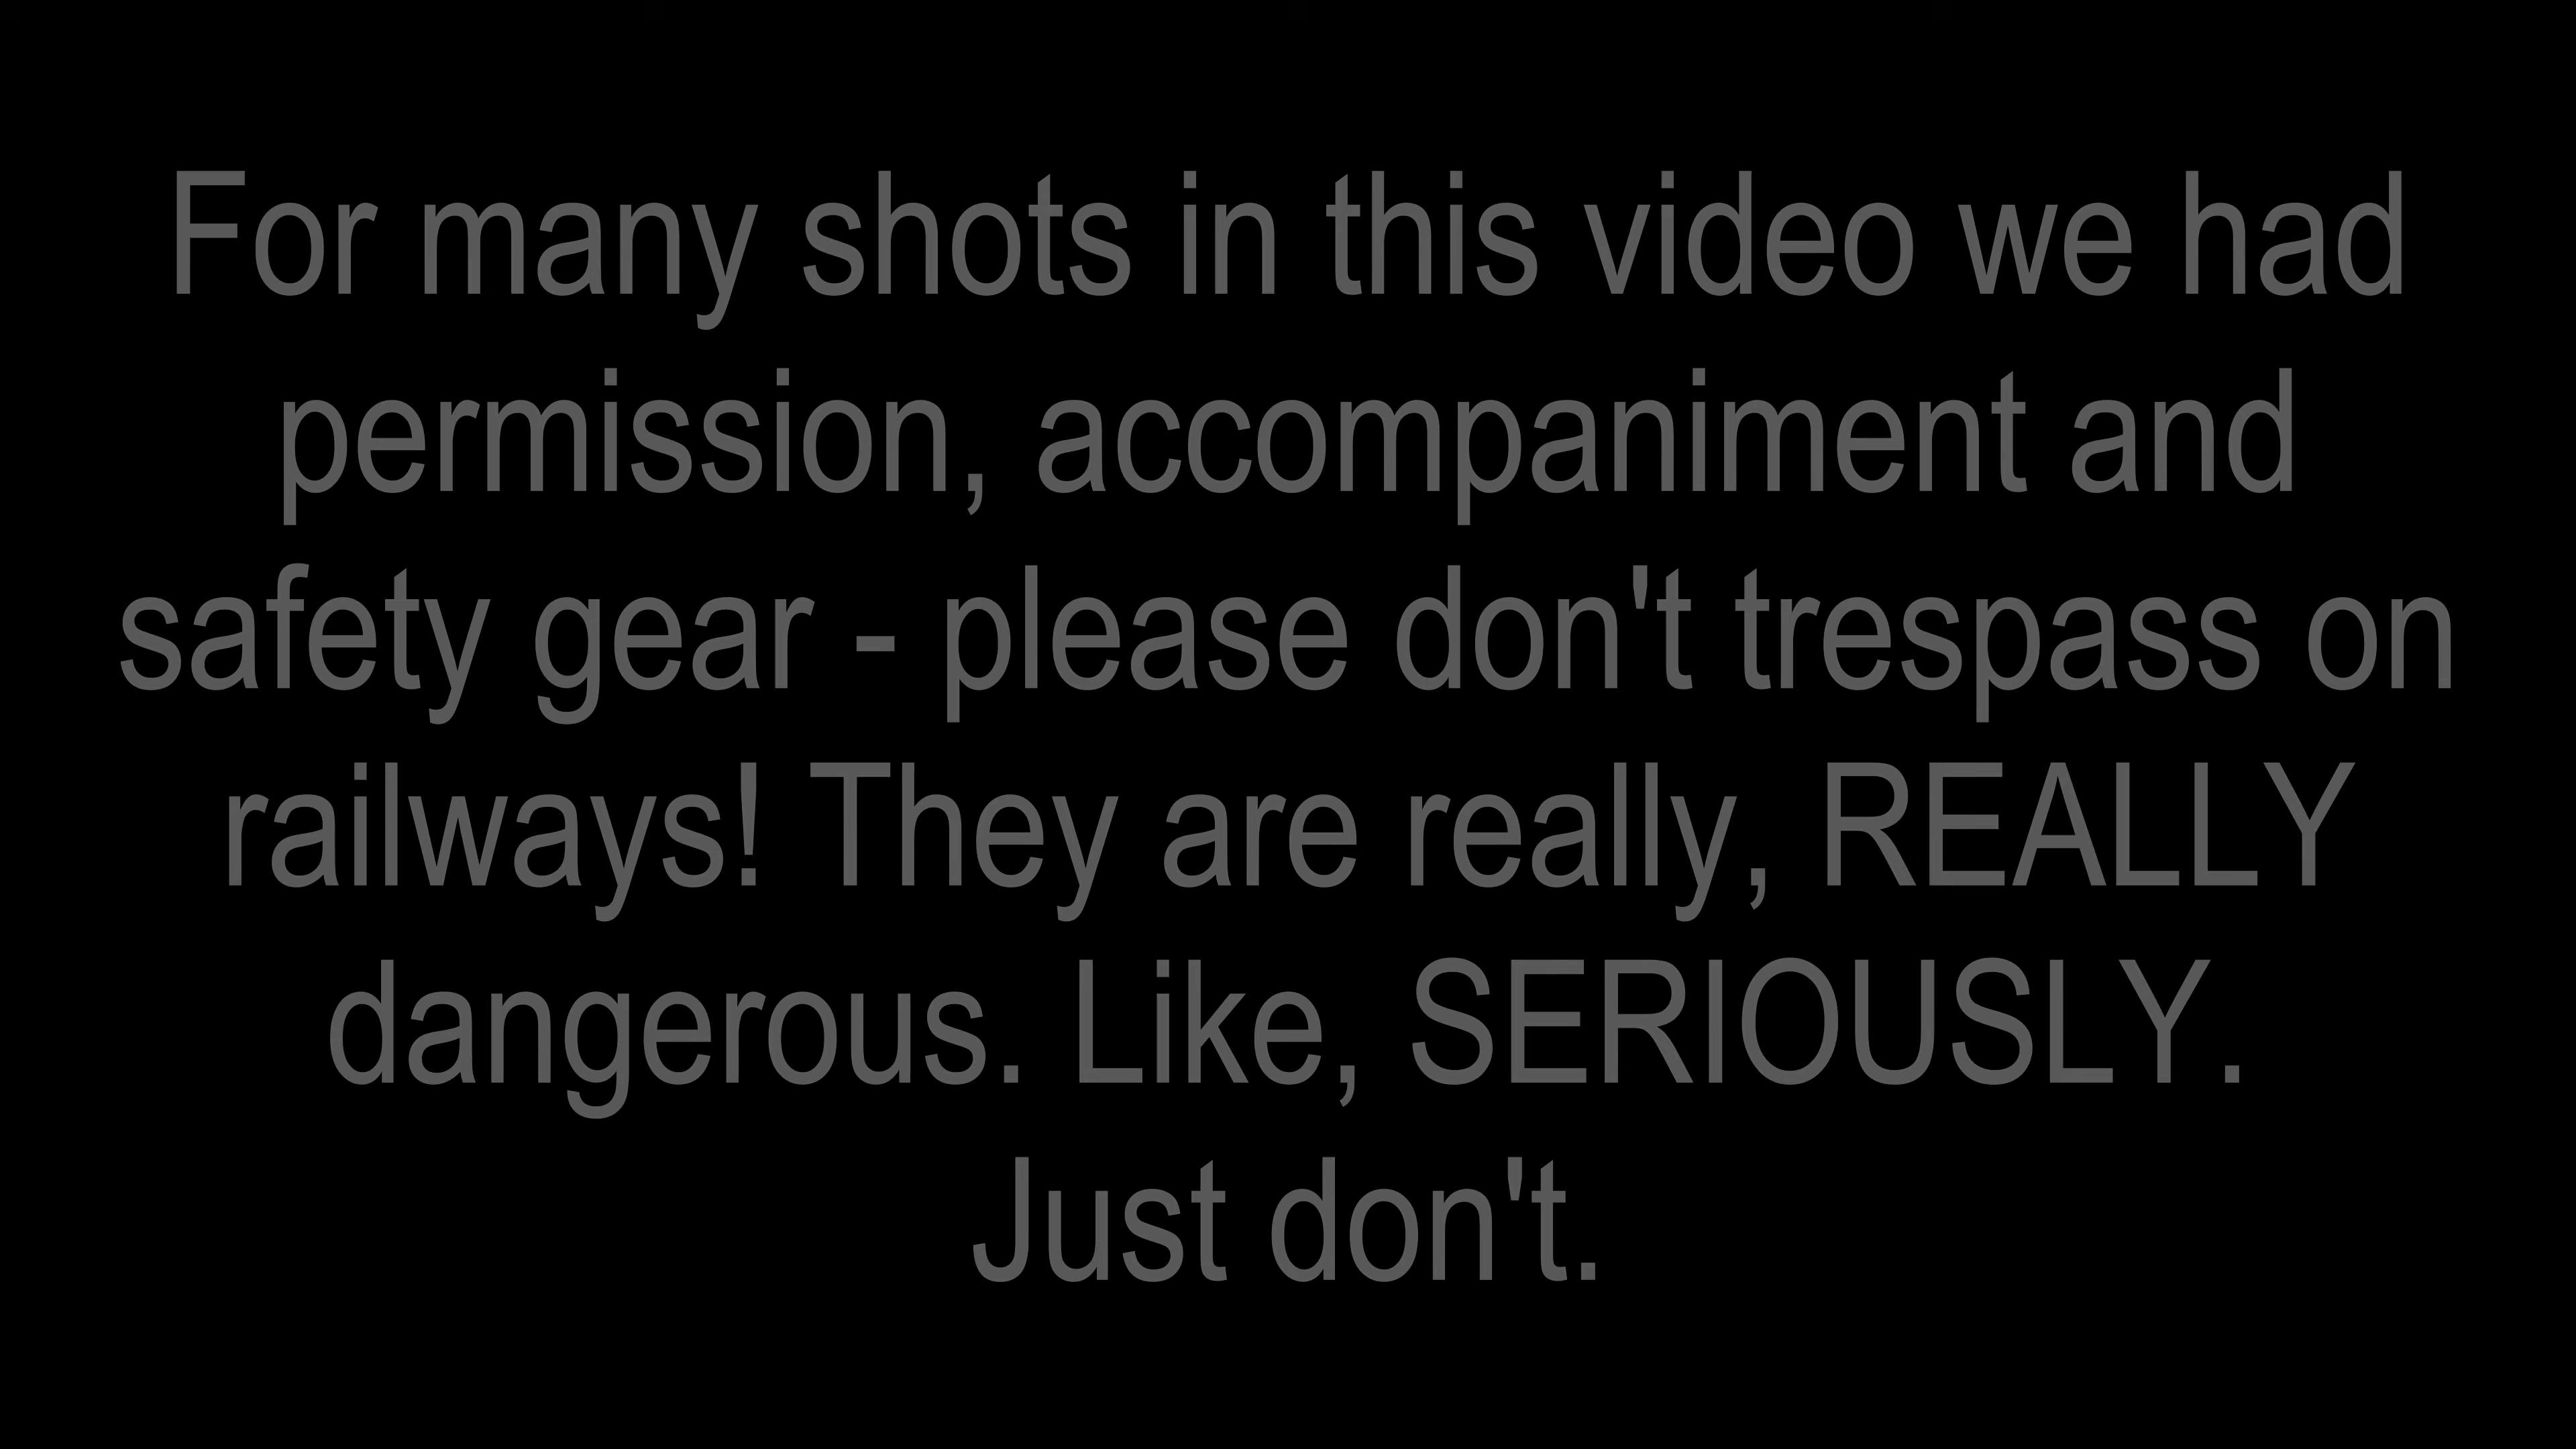 For many shots in this video we had
permission, accompaniment and
safety gear - please don't trespass on
railways! They are really, REALLY
dangerous. Like, SERIOUSLY.
Just don't.